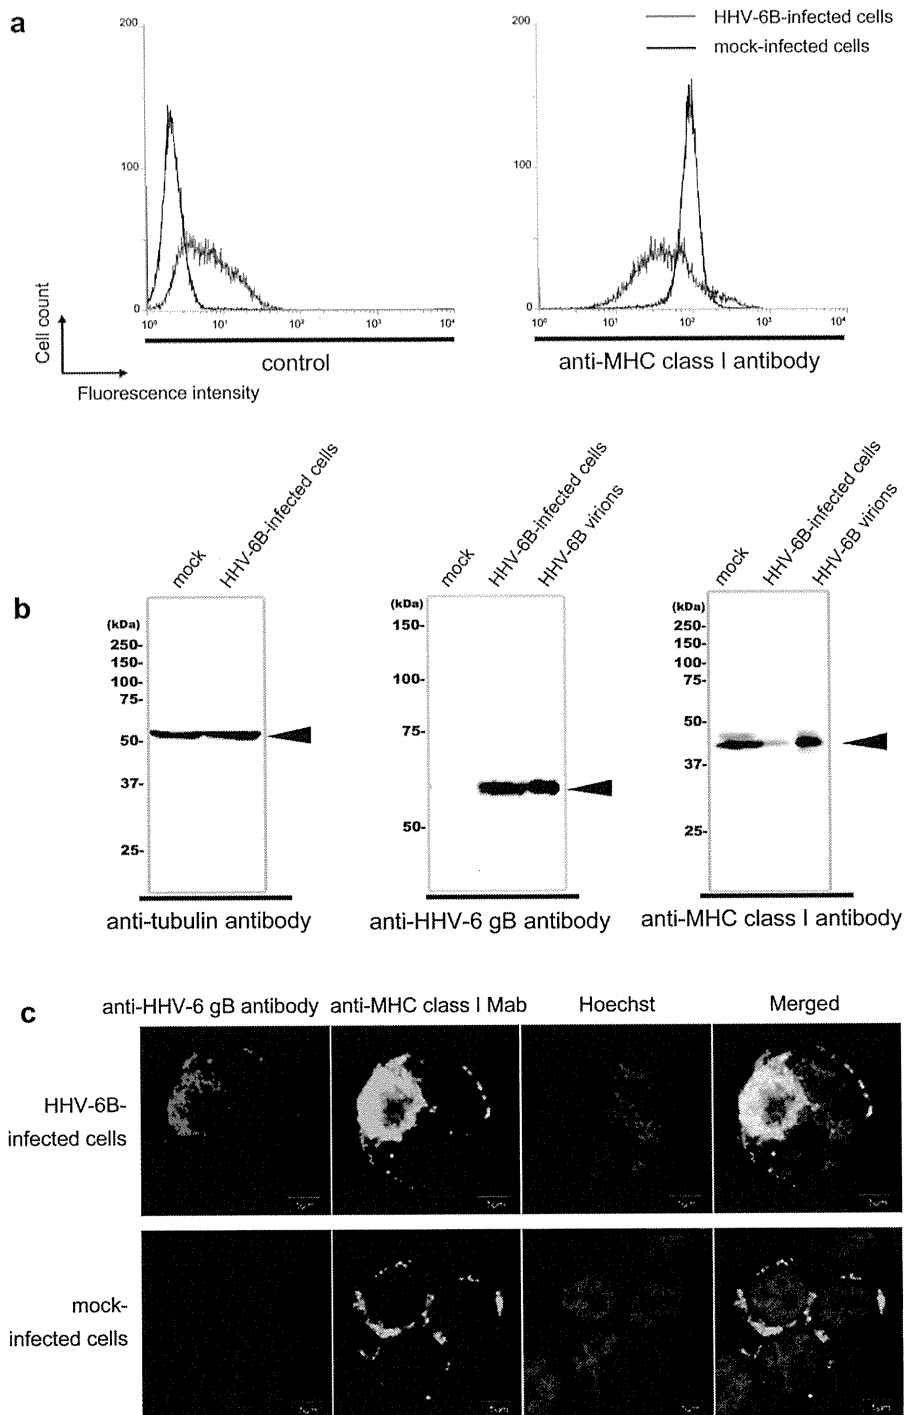 a
HHV-6B-infected cells
mock-infected cells
200
100
0
10⁰ 10¹ 10² 10³ 10⁴
control
200
100
0
10⁰ 10¹ 10² 10³ 10⁴
anti-MHC class I antibody
Cell count
Fluorescence intensity
b
mock
HHV-6B-infected cells
(kDa)
250-
150-
100-
75-
50-
37-
25-
anti-tubulin antibody
mock
HHV-6B-infected cells
HHV-6B virions
(kDa)
150-
100-
75-
50-
anti-HHV-6 gB antibody
mock
HHV-6B-infected cells
HHV-6B virions
(kDa)
250-
150-
100-
75-
50-
37-
25-
anti-MHC class I antibody
c
anti-HHV-6 gB antibody anti-MHC class I Mab Hoechst Merged
HHV-6B-
infected cells
mock-
infected cells